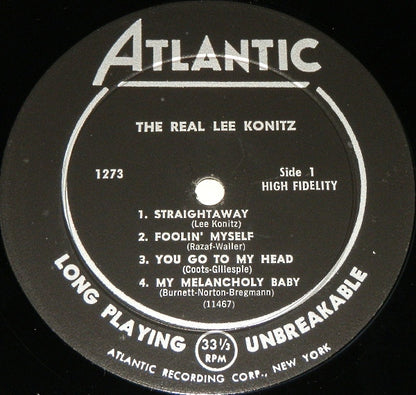 ATLANTIC
THE REAL LEE KONITZ
1273
Side 1
HIGH FIDELITY
1. STRAIGHTAWAY
(Lee Konitz)
2. FOOLIN' MYSELF
(Razaf-Waller)
3. YOU GO TO MY HEAD
(Coots-Gillesple)
4. MY MELANCHOLY BABY
(Burnett-Norton-Bregmann)
(11467)
LONG PLAYING 33⅓ RPM UNBREAKABLE
ATLANTIC RECORDING CORP., NEW YORK